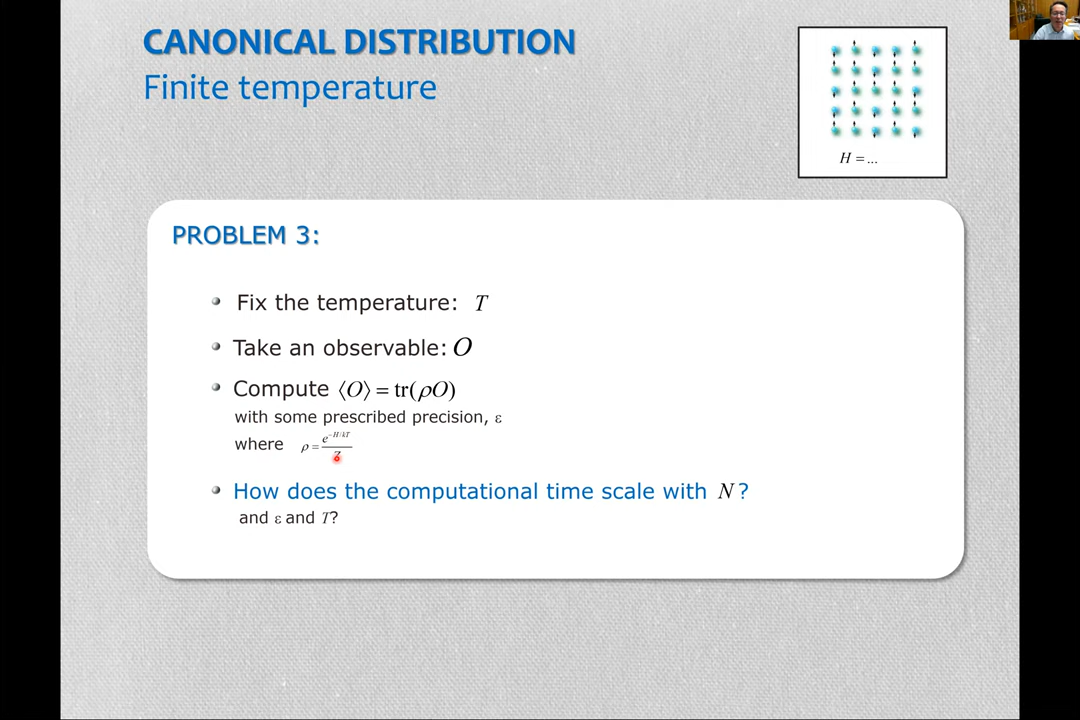 CANONICAL DISTRIBUTION
Finite temperature
H = ...
PROBLEM 3:
Fix the temperature: T
Take an observable: O
Compute ⟨O⟩ = tr(ρO)
with some prescribed precision, ε
where ρ = e^{-H/kT} / Z
How does the computational time scale with N ?
and ε and T?